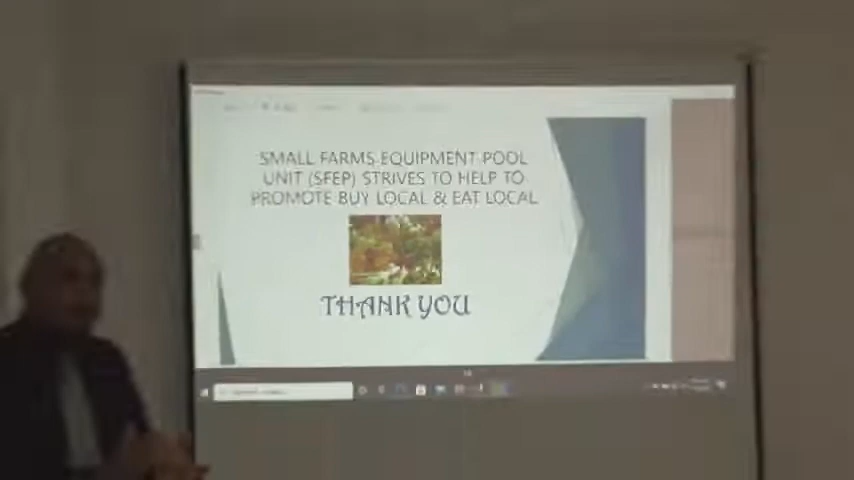 SMALL FARMS EQUIPMENT POOL
UNIT (SFEP) STRIVES TO HELP TO
PROMOTE BUY LOCAL & EAT LOCAL
THANK YOU